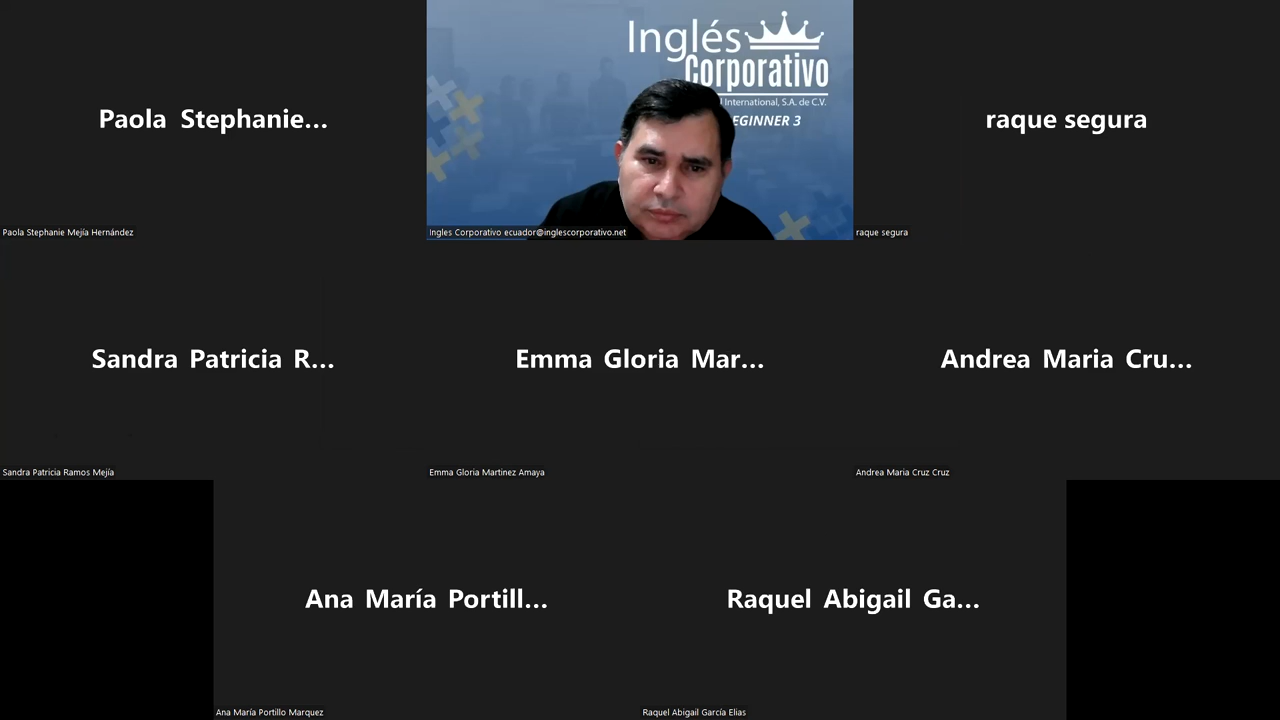 Paola Stephanie...
Paola Stephanie Mejía Hernández
Inglés
Corporativo
International, S.A. de C.V.
EGINNER 3
Ingles Corporativo ecuador@inglescorporativo.net
raque segura
raque segura
Sandra Patricia R...
Sandra Patricia Ramos Mejía
Emma Gloria Mar...
Emma Gloria Martinez Amaya
Andrea Maria Cru...
Andrea Maria Cruz Cruz
Ana María Portill...
Ana María Portillo Marquez
Raquel Abigail Ga...
Raquel Abigail García Elias